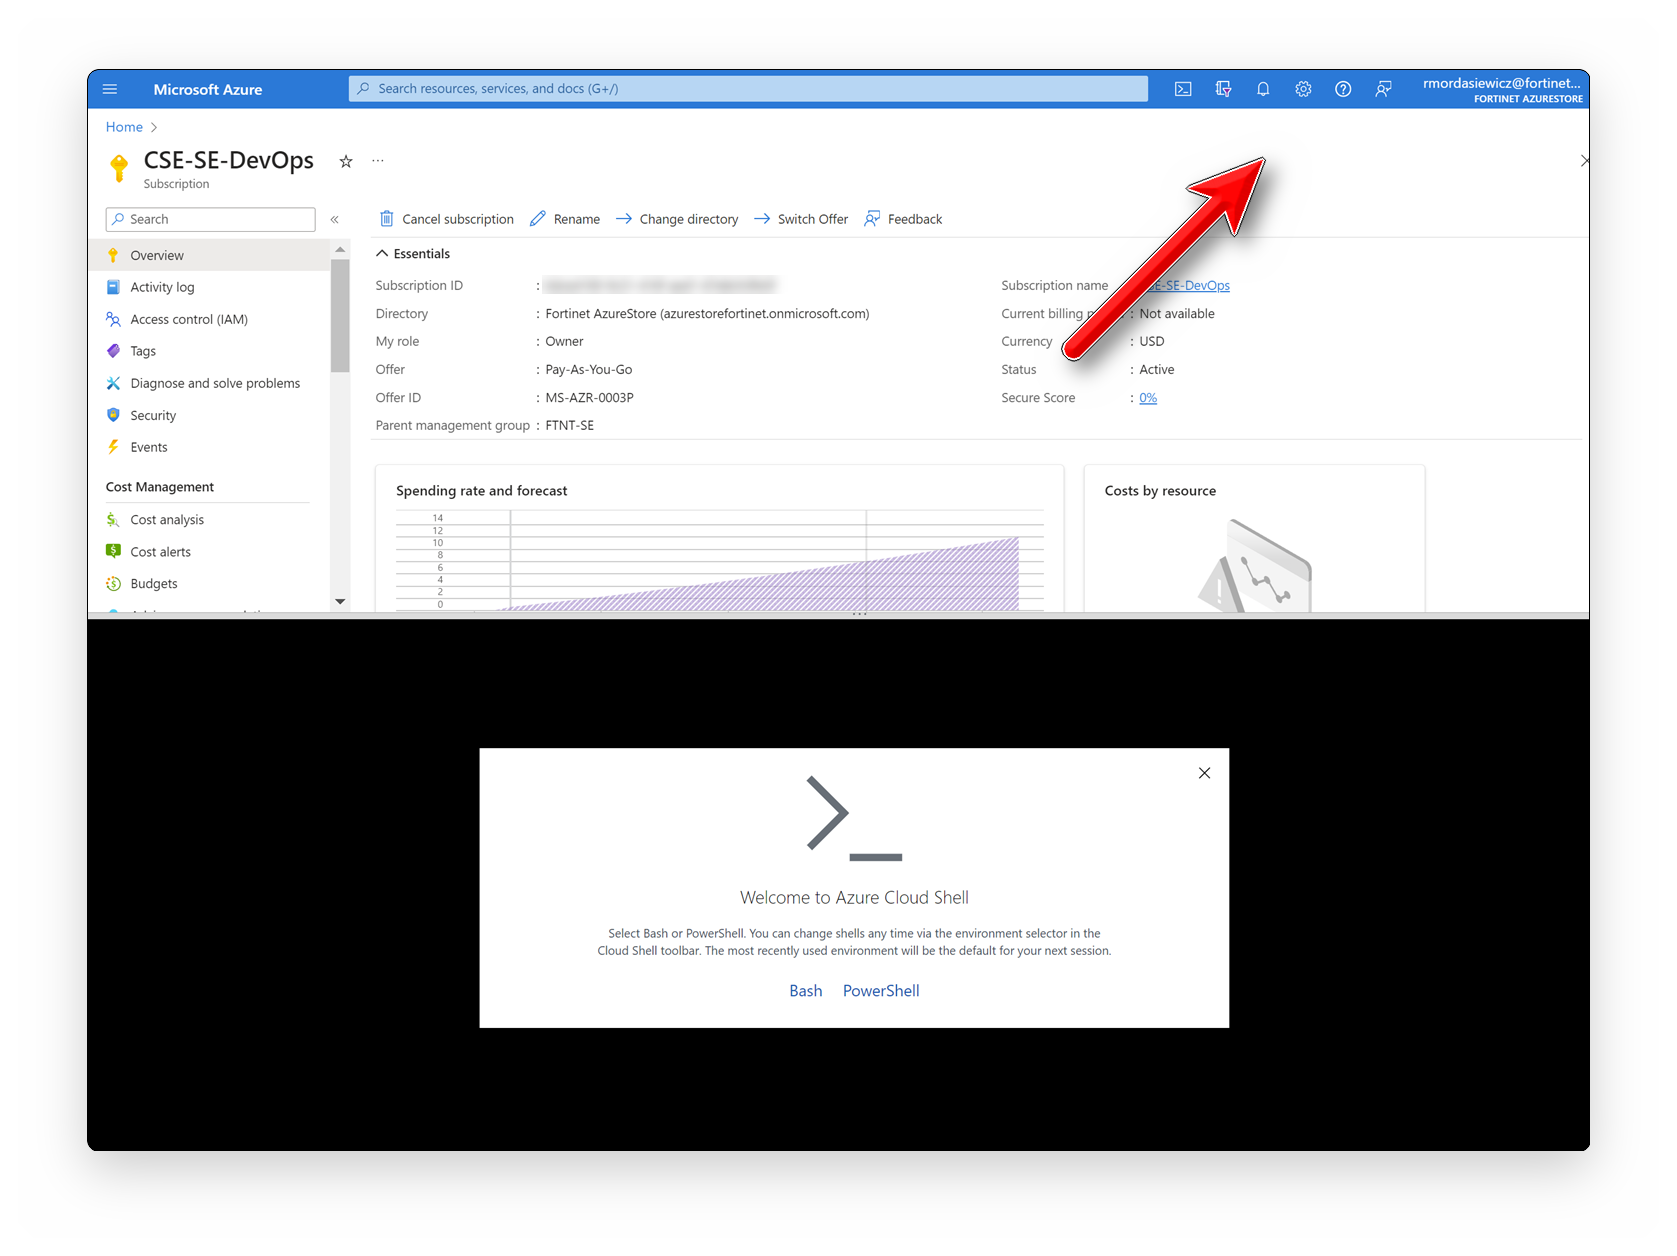 Microsoft Azure
Search resources, services, and docs (G+/)
rmordasiewicz@fortinet...
FORTINET AZURESTORE
Home
CSE-SE-DevOps
...
Subscription
Search
«
Cancel subscription
Rename
Change directory
Switch Offer
Feedback
Overview
Activity log
Access control (IAM)
Tags
Diagnose and solve problems
Security
Events
Cost Management
Cost analysis
Cost alerts
Budgets
Essentials
Subscription ID :
Directory : Fortinet AzureStore (azurestorefortinet.onmicrosoft.com)
My role : Owner
Offer : Pay-As-You-Go
Offer ID : MS-AZR-0003P
Parent management group : FTNT-SE
Subscription name SE-SE-DevOps
Current billing : Not available
Currency : USD
Status : Active
Secure Score : 0%
Spending rate and forecast
14
12
10
8
6
4
2
0
Costs by resource
Welcome to Azure Cloud Shell
Select Bash or PowerShell. You can change shells any time via the environment selector in the
Cloud Shell toolbar. The most recently used environment will be the default for your next session.
Bash PowerShell